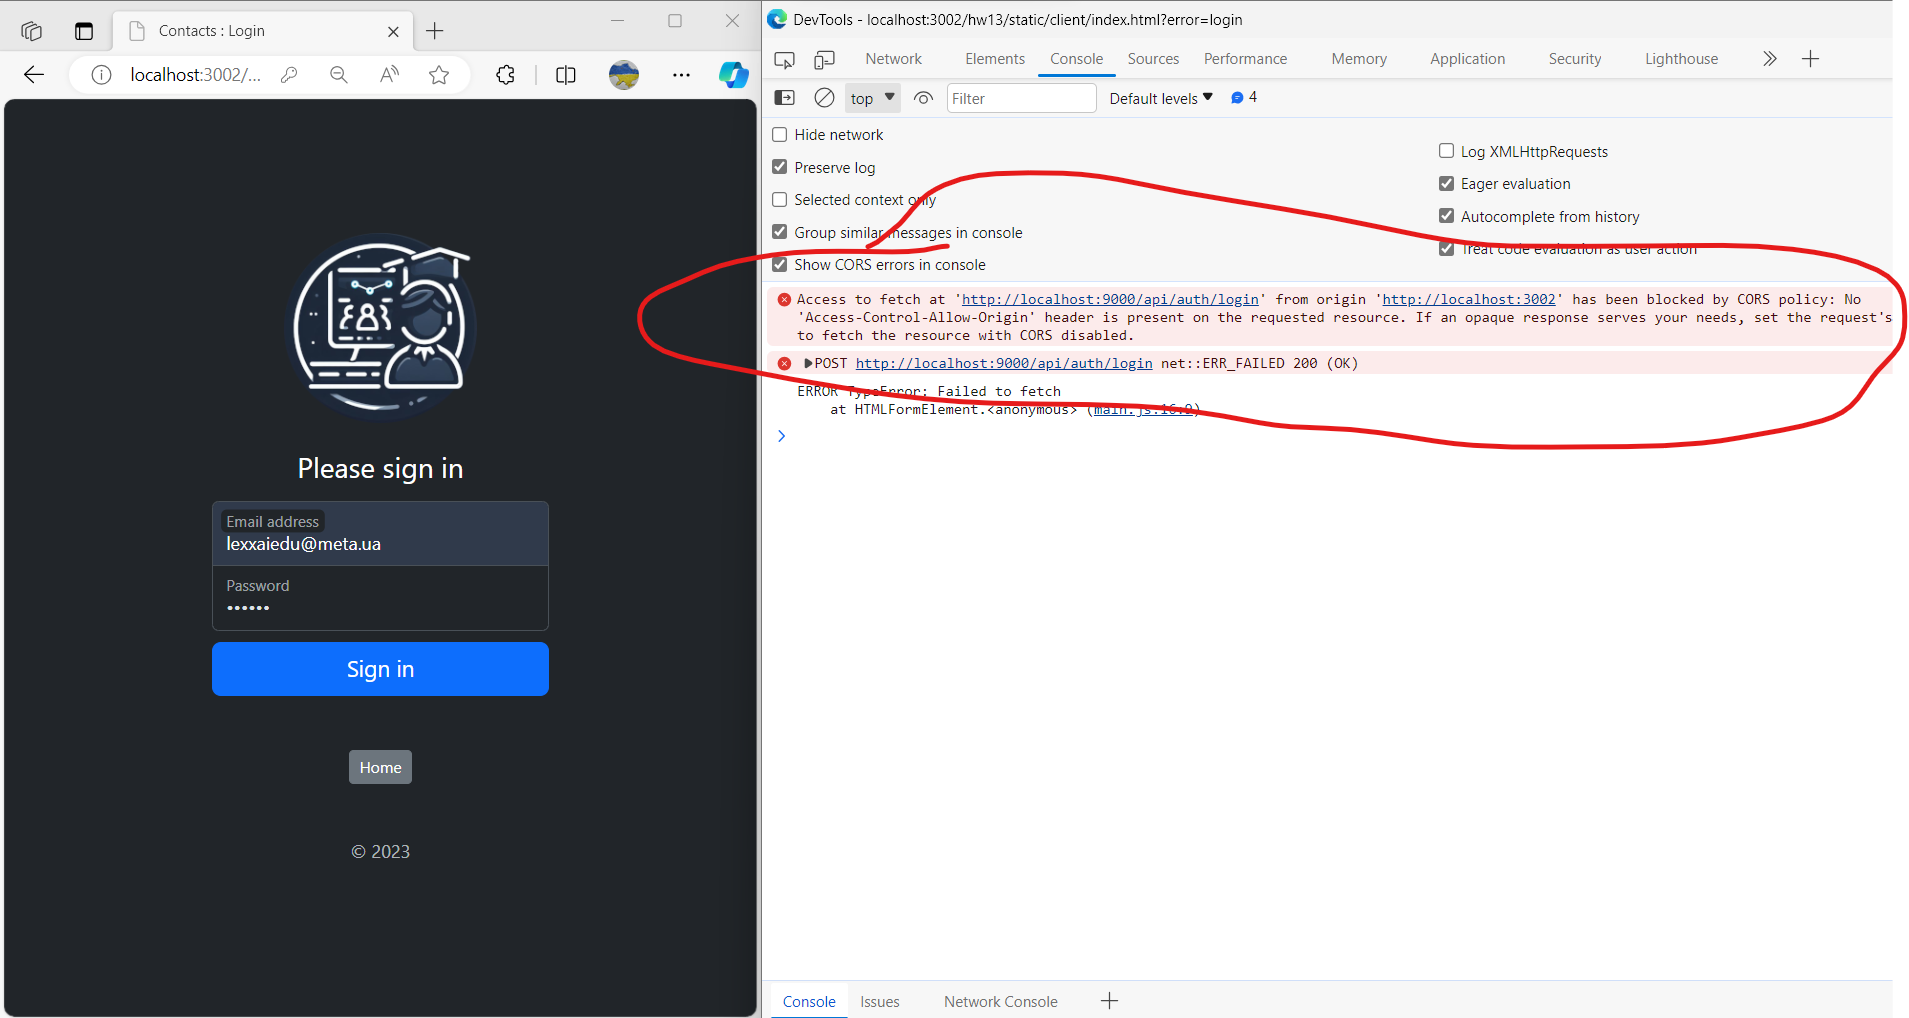 Contacts : Login
localhost:3002/...
Please sign in
Email address
lexxaiedu@meta.ua
Password
••••••
Sign in
Home
© 2023
DevTools - localhost:3002/hw13/static/client/index.html?error=login
Network Elements Console Sources Performance Memory Application Security Lighthouse
top Filter Default levels 4
Hide network
Preserve log
Selected context only
Group similar messages in console
Show CORS errors in console
Log XMLHttpRequests
Eager evaluation
Autocomplete from history
Treat code evaluation as user action
Access to fetch at 'http://localhost:9000/api/auth/login' from origin 'http://localhost:3002' has been blocked by CORS policy: No
'Access-Control-Allow-Origin' header is present on the requested resource. If an opaque response serves your needs, set the request's
to fetch the resource with CORS disabled.
POST http://localhost:9000/api/auth/login net::ERR_FAILED 200 (OK)
ERROR TypeError: Failed to fetch
at HTMLFormElement.<anonymous> (main.js:16:9)
Console Issues Network Console